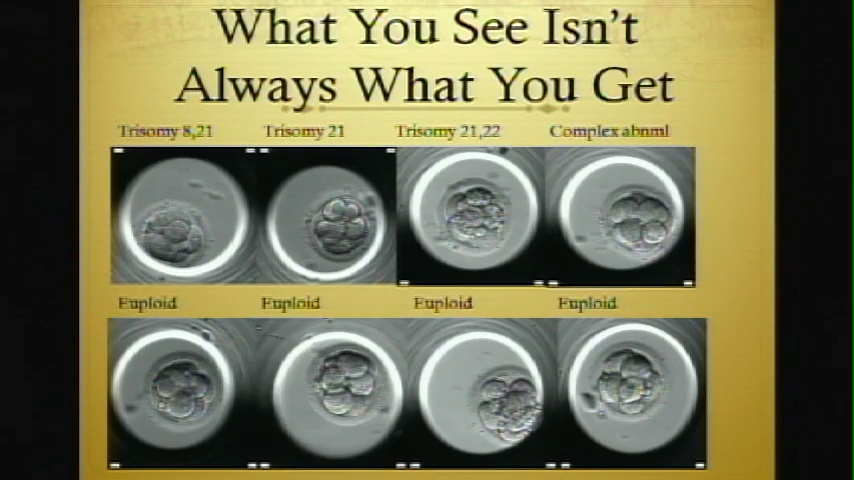 What You See Isn't
Always What You Get
Trisomy 8,21 Trisomy 21 Trisomy 21,22 Complex abnml
Euploid Euploid Euploid Euploid